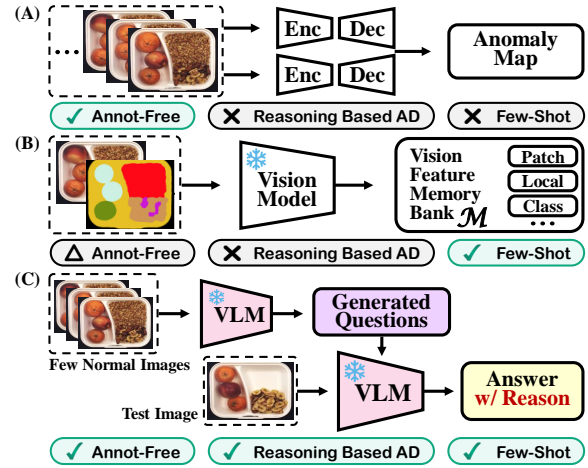 (A)
...
Enc Dec
Enc Dec
Anomaly
Map
✓ Annot-Free
✕ Reasoning Based AD
✕ Few-Shot
(B)
Vision
Model
Vision
Feature
Memory
Bank ℳ
Patch
Local
Class
...
△ Annot-Free
✕ Reasoning Based AD
✓ Few-Shot
(C)
Few Normal Images
VLM
Generated
Questions
Test Image
VLM
Answer
w/ Reason
✓ Annot-Free
✓ Reasoning Based AD
✓ Few-Shot